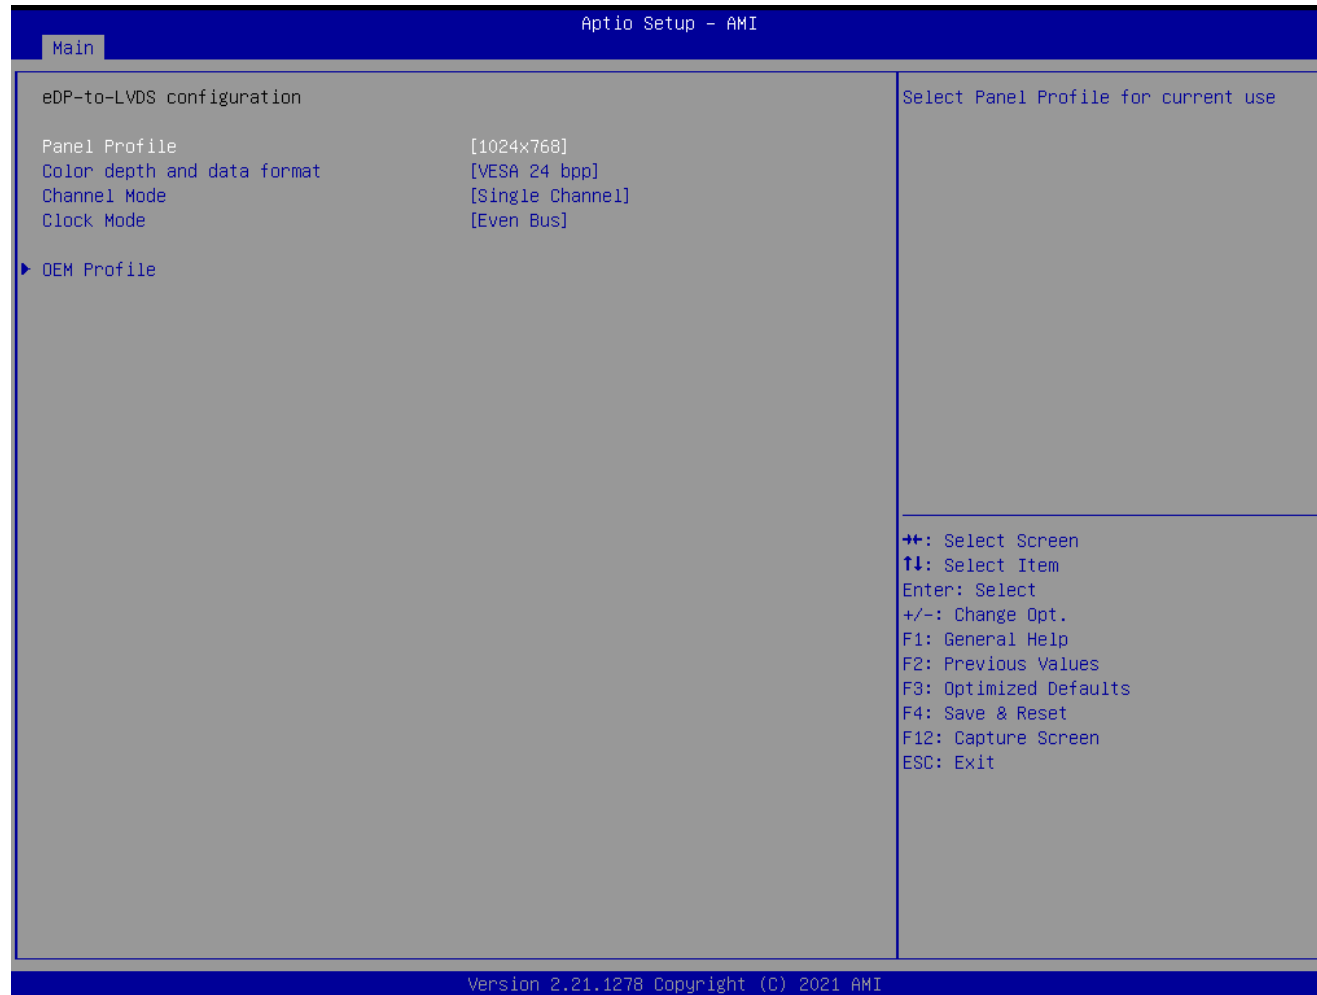 Aptio Setup – AMI
Main
eDP-to-LVDS configuration
Panel Profile [1024x768]
Color depth and data format [VESA 24 bpp]
Channel Mode [Single Channel]
Clock Mode [Even Bus]
► OEM Profile
Select Panel Profile for current use
→←: Select Screen
↑↓: Select Item
Enter: Select
+/-: Change Opt.
F1: General Help
F2: Previous Values
F3: Optimized Defaults
F4: Save & Reset
F12: Capture Screen
ESC: Exit
Version 2.21.1278 Copyright (C) 2021 AMI